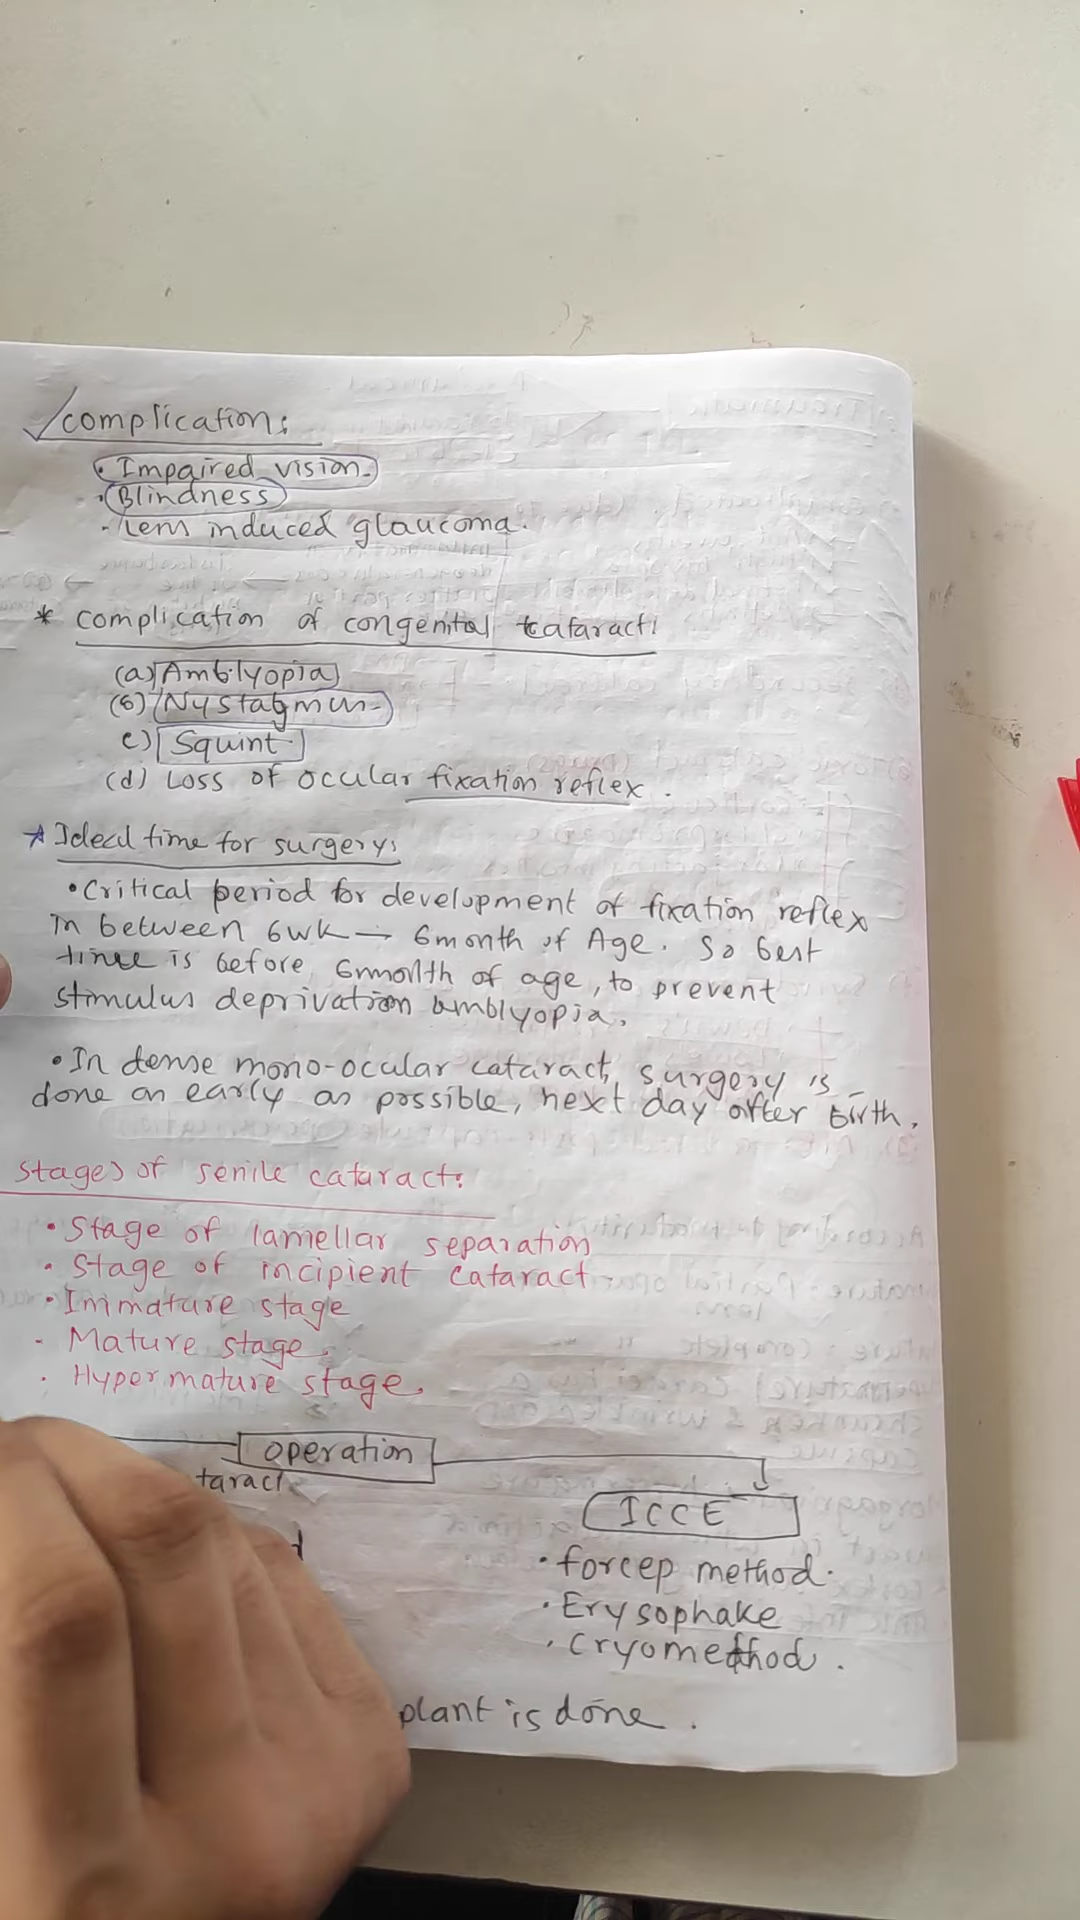 complication:
• Impaired vision.
• Blindness
- Lens induced glaucoma.
* complication of congenital cataract:
(a) Amblyopia
(b) Nystagmus
c) Squint.
(d) Loss of ocular fixation reflex.
* Ideal time for surgery:
• Critical period for development of fixation reflex
in between 6wk → 6month of Age. So best
time is before 6month of age, to prevent
stimulus deprivation amblyopia.
• In dense mono-ocular cataract, surgery is
done as early as possible, next day after birth.
Stages of senile cataract:
• Stage of lamellar separation
• Stage of incipient cataract
• Immature stage
- Mature stage.
. Hypermature stage.
operation
taract
ICCE
• forcep method.
• Erysophake
• Cryomethod.
plant is done.